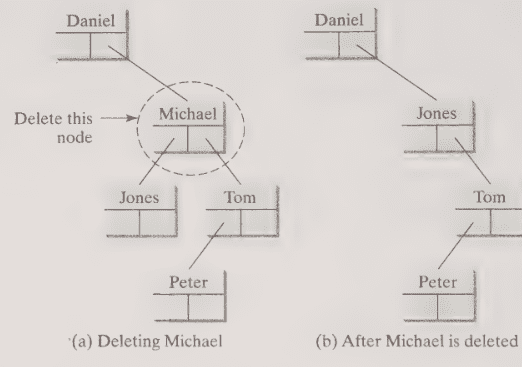 Daniel
Delete this
node
Michael
Jones
Tom
Peter
(a) Deleting Michael
Daniel
Jones
Tom
Peter
(b) After Michael is deleted